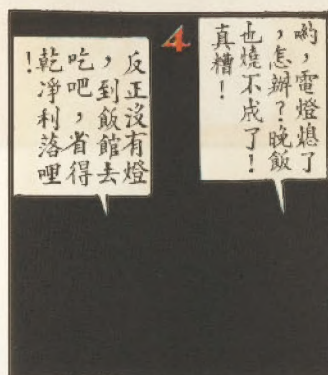 4
喲，電燈熄了
，怎辦？晚飯
也燒不成了！
真糟！
反正沒有燈
，到飯館去
吃吧，省得
乾淨利落哩
！